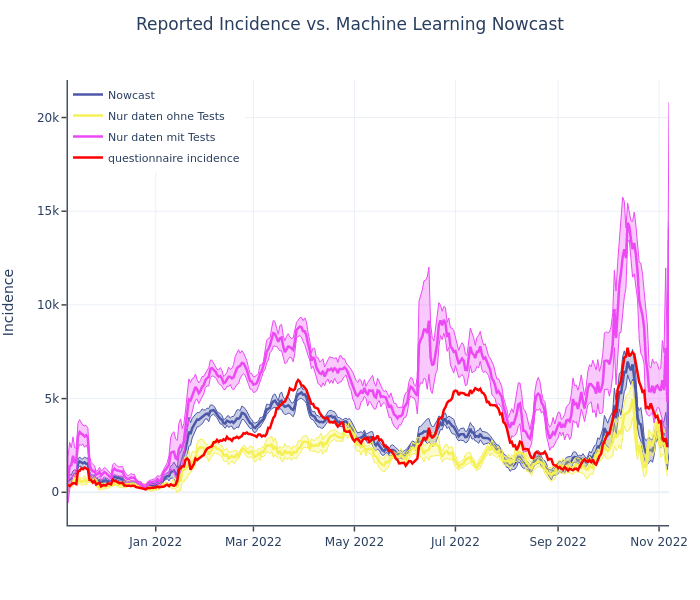 Reported Incidence vs. Machine Learning Nowcast
Nowcast
Nur daten ohne Tests
Nur daten mit Tests
questionnaire incidence
20k
15k
10k
5k
0
Incidence
Jan 2022
Mar 2022
May 2022
Jul 2022
Sep 2022
Nov 2022